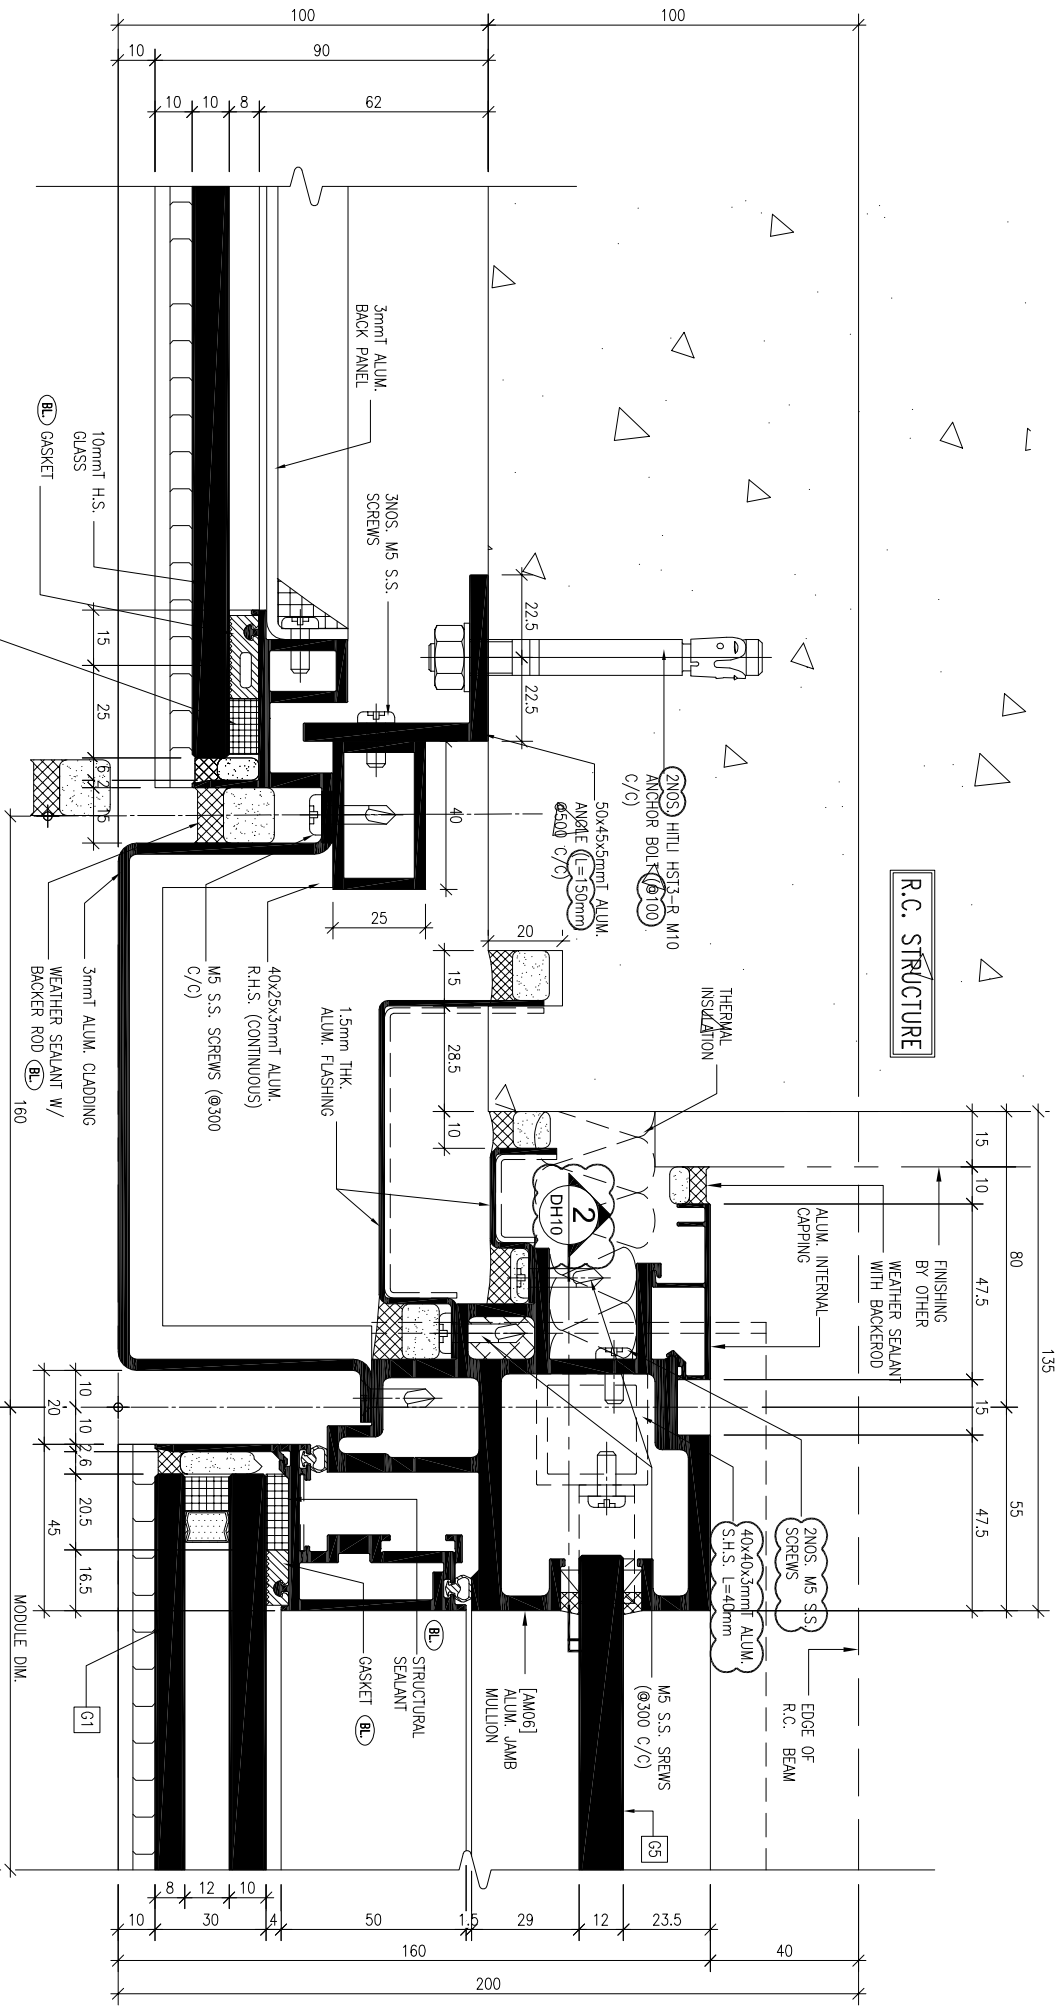 100
100
10
90
10
10
8
62
3mmT ALUM.
BACK PANEL
10mmT H.S.
GLASS
BL. GASKET
3NOS. M5 S.S.
SCREWS
22.5
22.5
15
25
6
2
15
40
25
20
2NOS. HITLI HST3-R M10
ANCHOR BOLT (@100
C/C)
50x45x5mmT ALUM.
ANGLE (L=150mm
@500 C/C)
R.C. STRUCTURE
3mmT ALUM. CLADDING
WEATHER SEALANT W/
BACKER ROD BL.
160
M5 S.S. SCREWS (@300
C/C)
40x25x3mmT ALUM.
R.H.S. (CONTINUOUS)
1.5mm THK.
ALUM. FLASHING
15
28.5
10
THERMAL
INSULATION
2
DH10
FINISHING
BY OTHER
WEATHER SEALANT
WITH BACKEROD
ALUM. INTERNAL
CAPPING
15
10
47.5
15
47.5
80
55
135
10
10
20
2
6
20.5
16.5
45
MODULE DIM.
G1
BL. STRUCTURAL
SEALANT
GASKET BL.
[AM06]
ALUM. JAMB
MULLION
2NOS. M5 S.S.
SCREWS
40x40x3mmT ALUM.
S.H.S. L=40mm
M5 S.S. SREWS
(@300 C/C)
EDGE OF
R.C. BEAM
G5
8
12
10
10
30
4
50
1.5
29
12
23.5
160
40
200